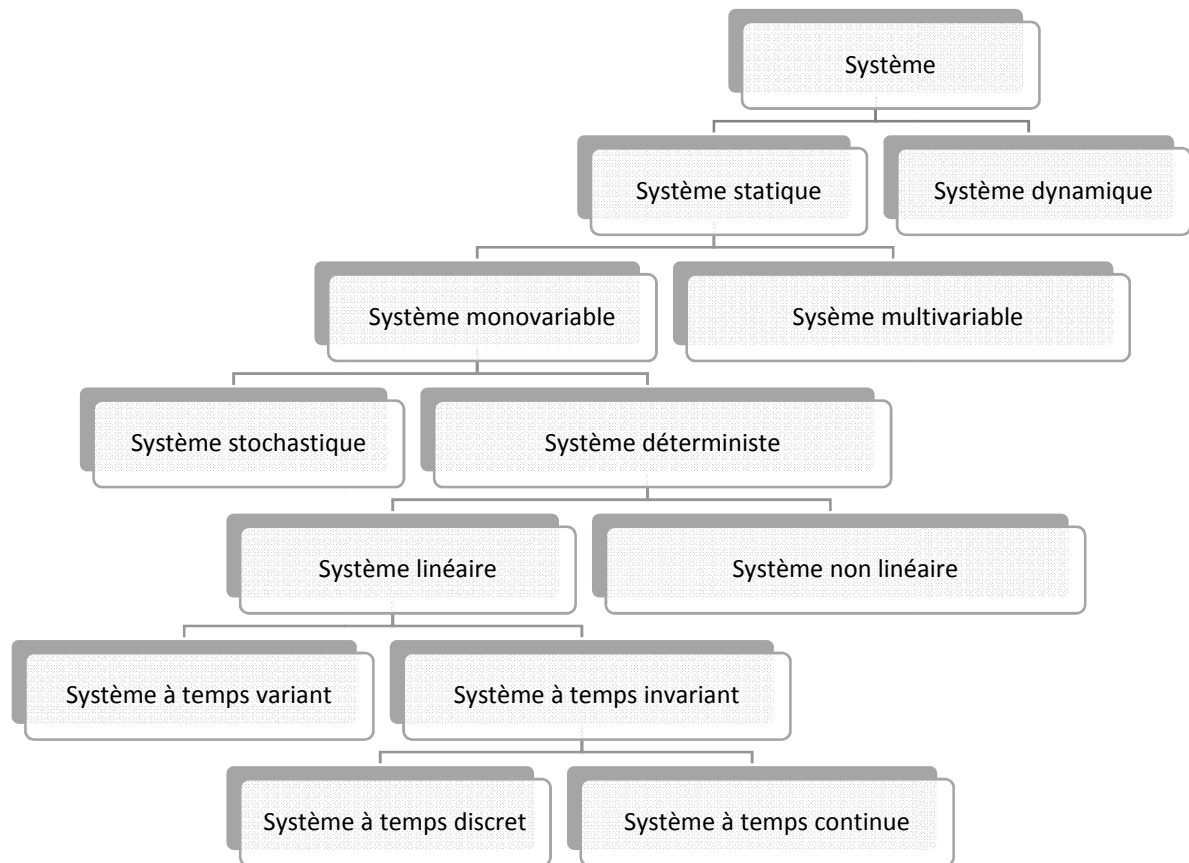 Système
Système statique
Système dynamique
Système monovariable
Sysème multivariable
Système stochastique
Système déterministe
Système linéaire
Système non linéaire
Système à temps variant
Système à temps invariant
Système à temps discret
Système à temps continue